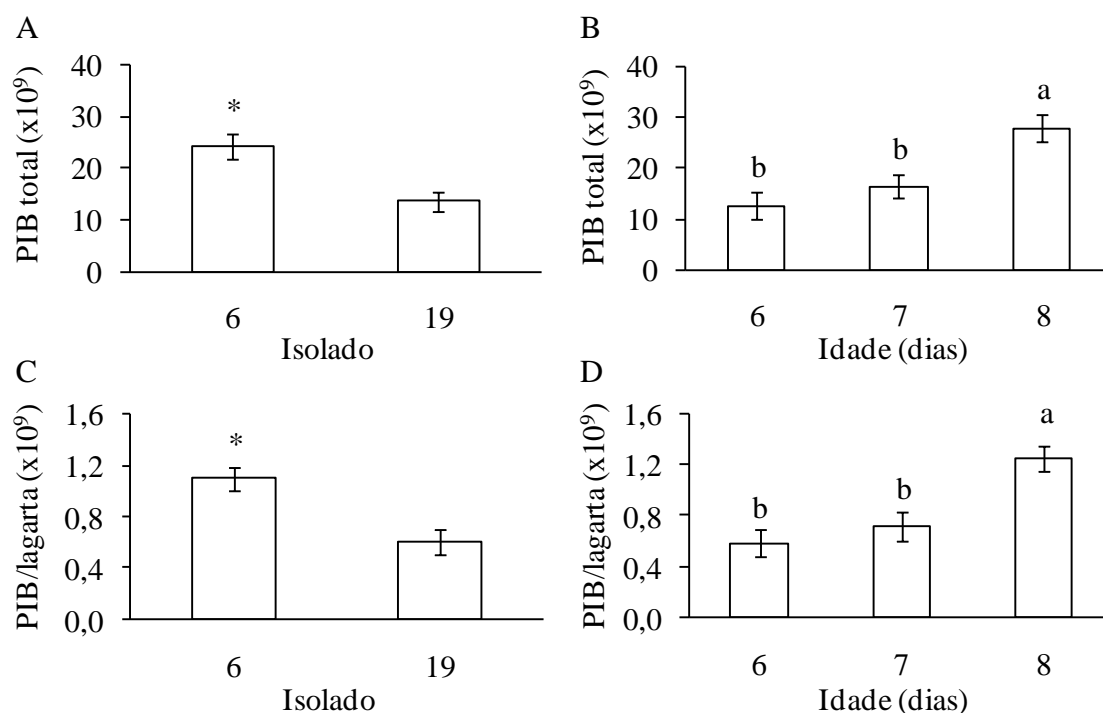 A
PIB total (x10⁹)
40
30
20
10
0
*
6
19
Isolado
B
PIB total (x10⁹)
40
30
20
10
0
b
b
a
6
7
8
Idade (dias)
C
PIB/lagarta (x10⁹)
1,6
1,2
0,8
0,4
0,0
*
6
19
Isolado
D
PIB/lagarta (x10⁹)
1,6
1,2
0,8
0,4
0,0
b
b
a
6
7
8
Idade (dias)